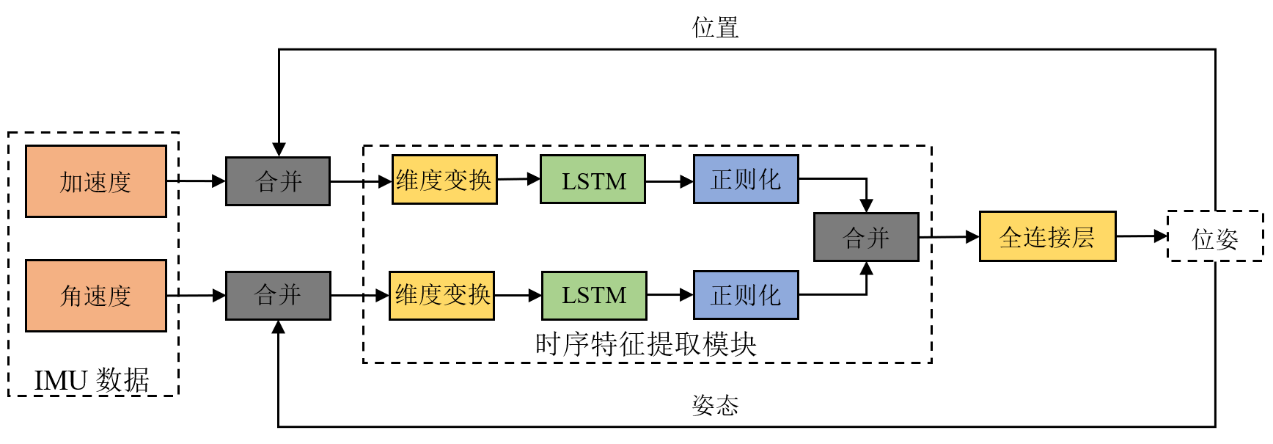 位置
加速度
合并
维度变换
LSTM
正则化
合并
全连接层
位姿
角速度
合并
维度变换
LSTM
正则化
时序特征提取模块
IMU 数据
姿态